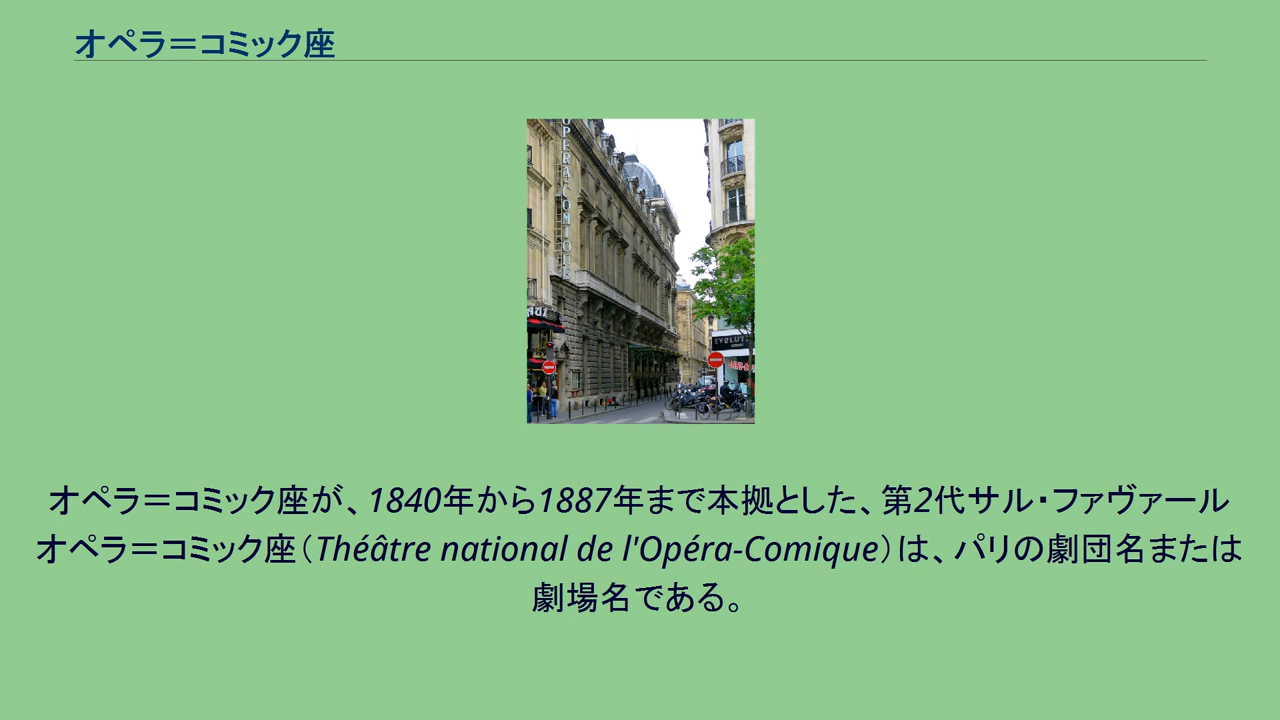 オペラ＝コミック座
OPERA COMIQUE
EVOLUT
オペラ＝コミック座が、1840年から1887年まで本拠とした、第2代サル・ファヴァール
オペラ＝コミック座（Théâtre national de l'Opéra-Comique）は、パリの劇団名または
劇場名である。